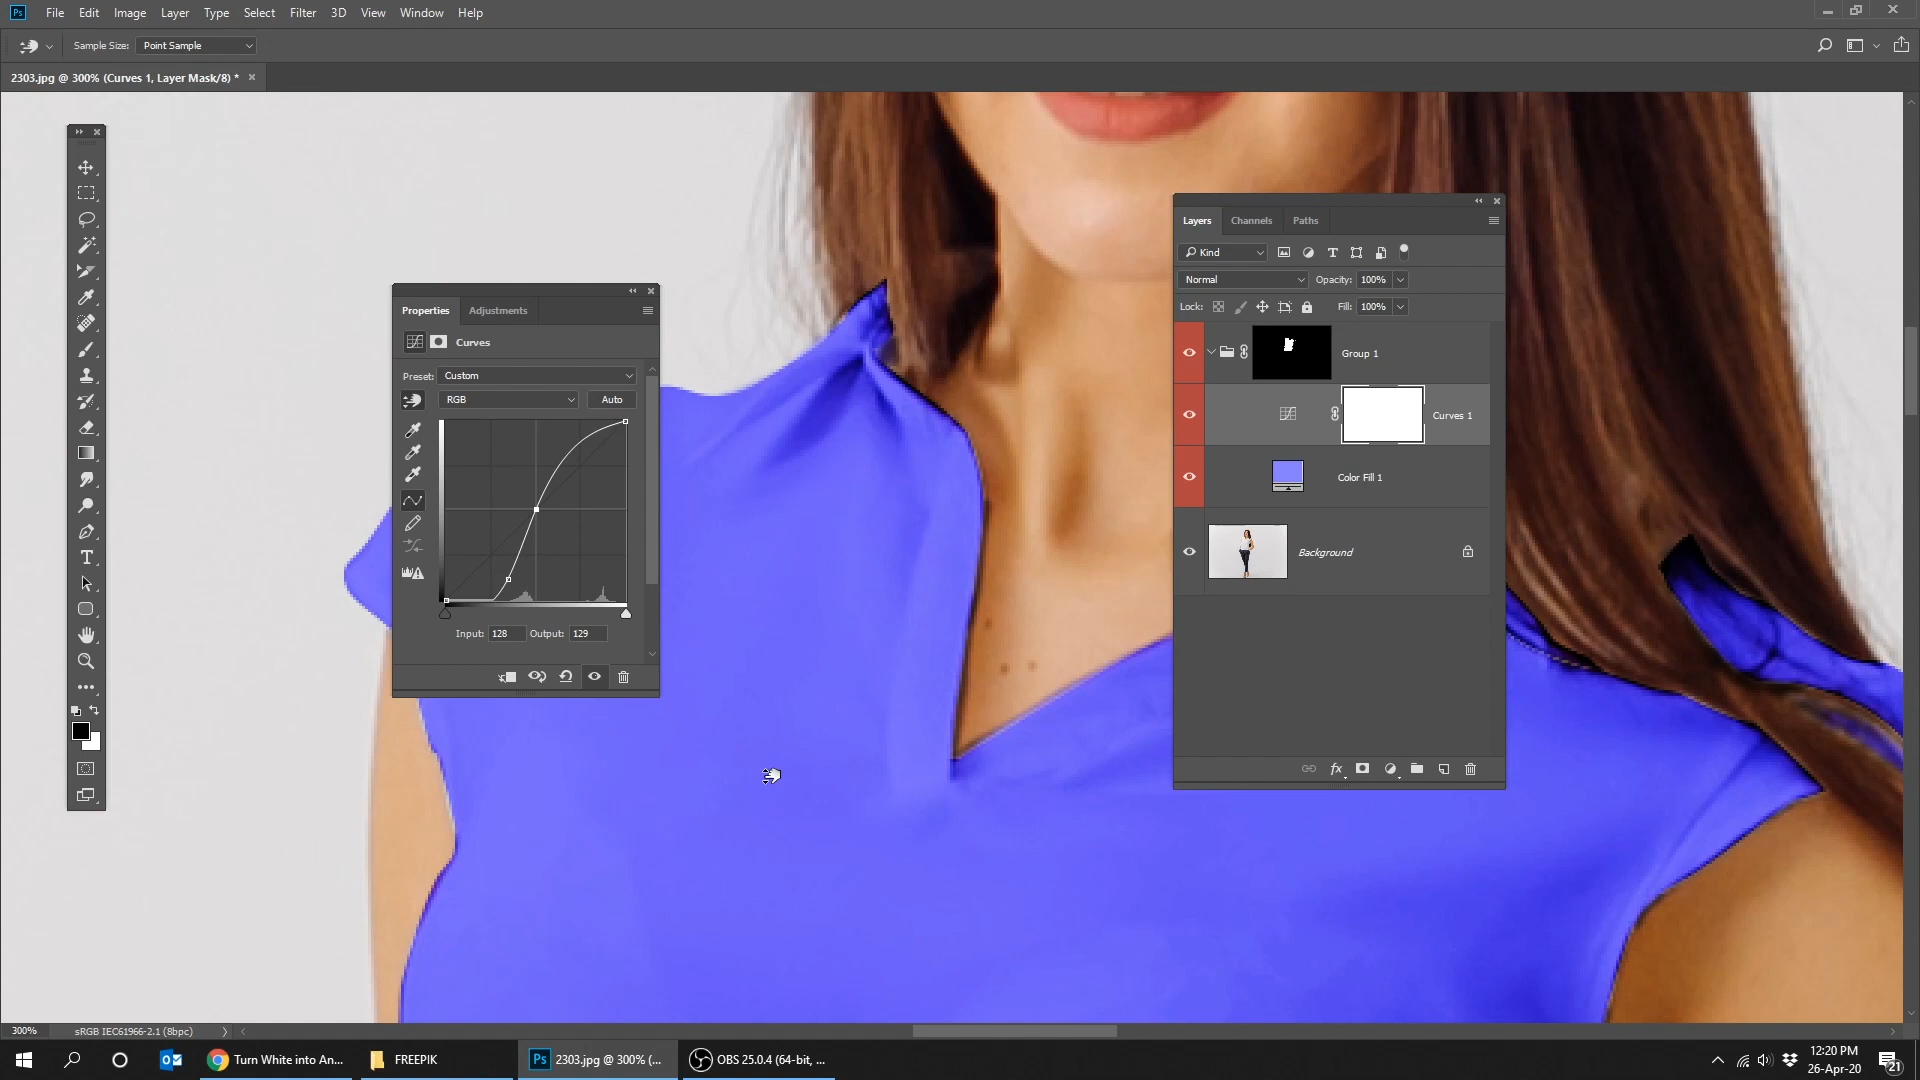 Ps File Edit Image Layer Type Select Filter 3D View Window Help
Sample Size: Point Sample
2303.jpg @ 300% (Curves 1, Layer Mask/8) *
Layers Channels Paths
Kind
Normal Opacity: 100%
Lock: Fill: 100%
Group 1
Curves 1
Color Fill 1
Background
fx
Properties Adjustments
Curves
Preset: Custom
RGB Auto
Input: 128 Output: 129
300% sRGB IEC61966-2.1 (8bpc)
Turn White into An... FREEPIK Ps 2303.jpg @ 300% (... OBS 25.0.4 (64-bit, ...
12:20 PM
26-Apr-20
21